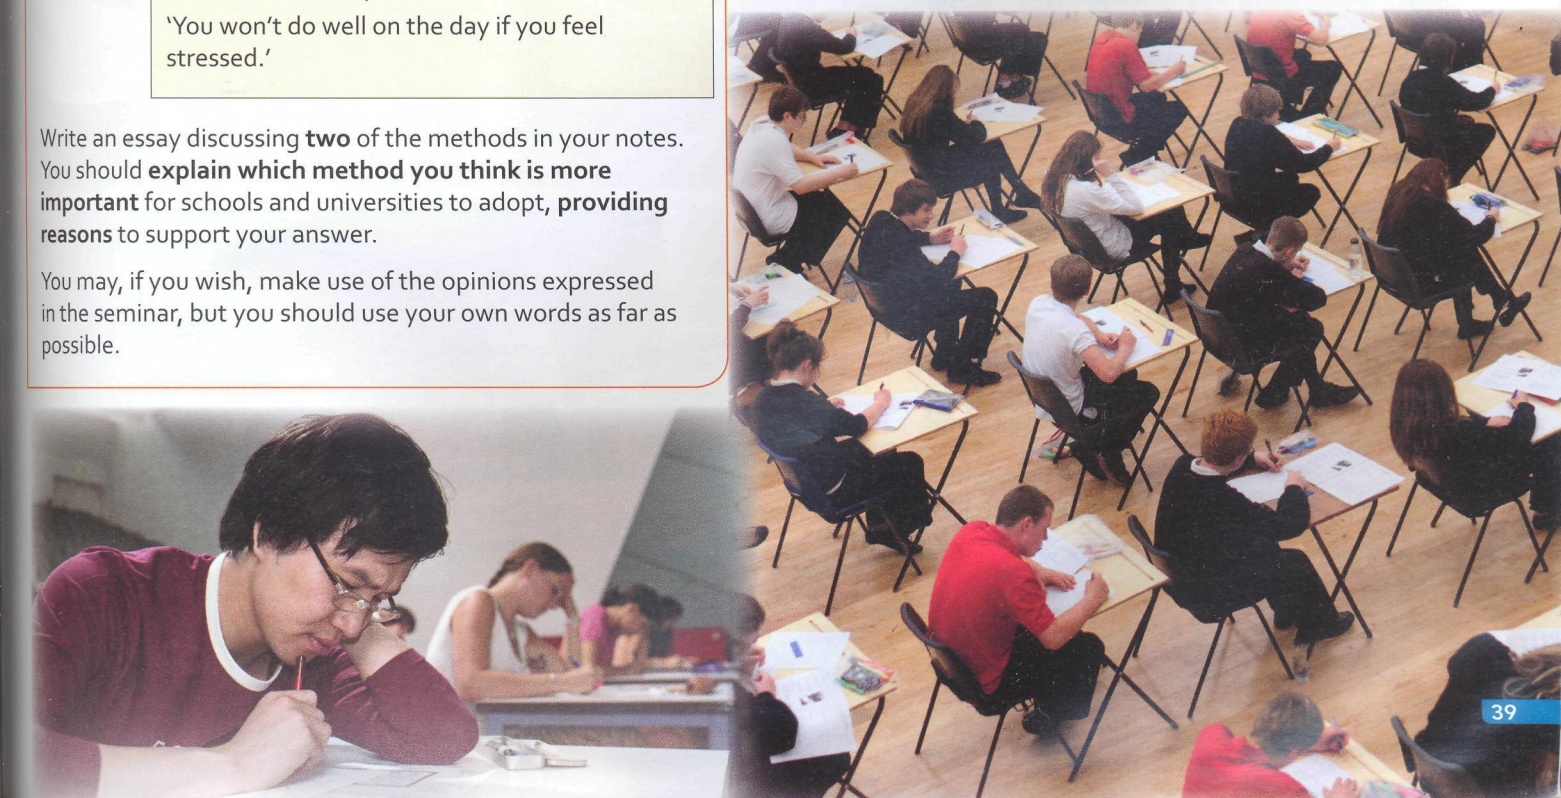 ‘You won’t do well on the day if you feel
stressed.’
Write an essay discussing two of the methods in your notes.
You should explain which method you think is more
important for schools and universities to adopt, providing
reasons to support your answer.
You may, if you wish, make use of the opinions expressed
in the seminar, but you should use your own words as far as
possible.
39